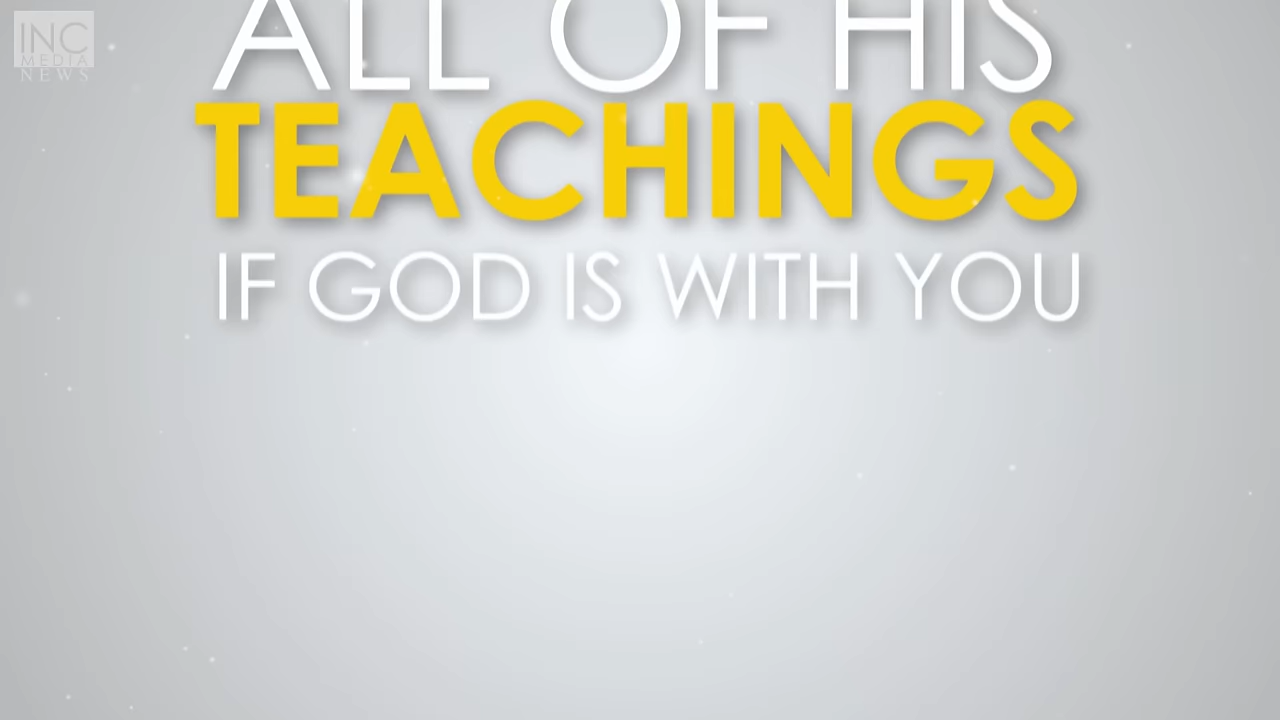 INC
MEDIA
NEWS
ALL OF HIS
TEACHINGS
IF GOD IS WITH YOU